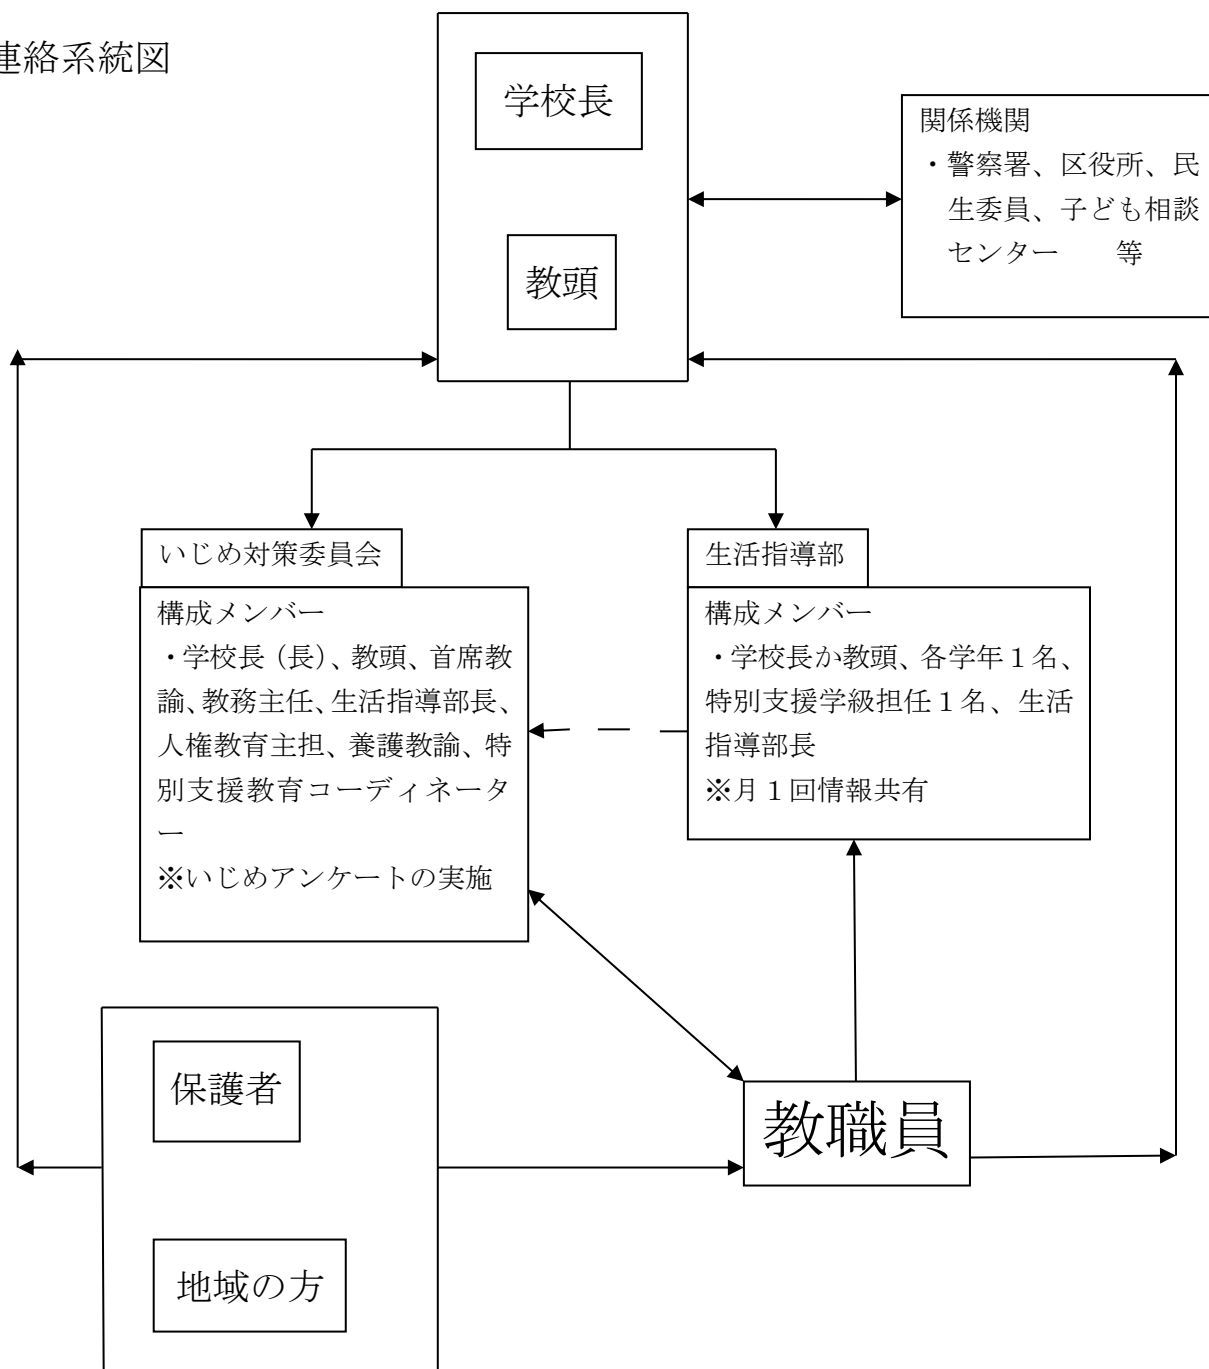 連絡系統図
学校長
教頭
関係機関
・警察署、区役所、民
生委員、子ども相談
センター　　等
いじめ対策委員会
構成メンバー
・学校長（長）、教頭、首席教
諭、教務主任、生活指導部長、
人権教育主担、養護教諭、特
別支援教育コーディネータ
ー
※いじめアンケートの実施
生活指導部
構成メンバー
・学校長か教頭、各学年１名、
特別支援学級担任１名、生活
指導部長
※月１回情報共有
保護者
教職員
地域の方